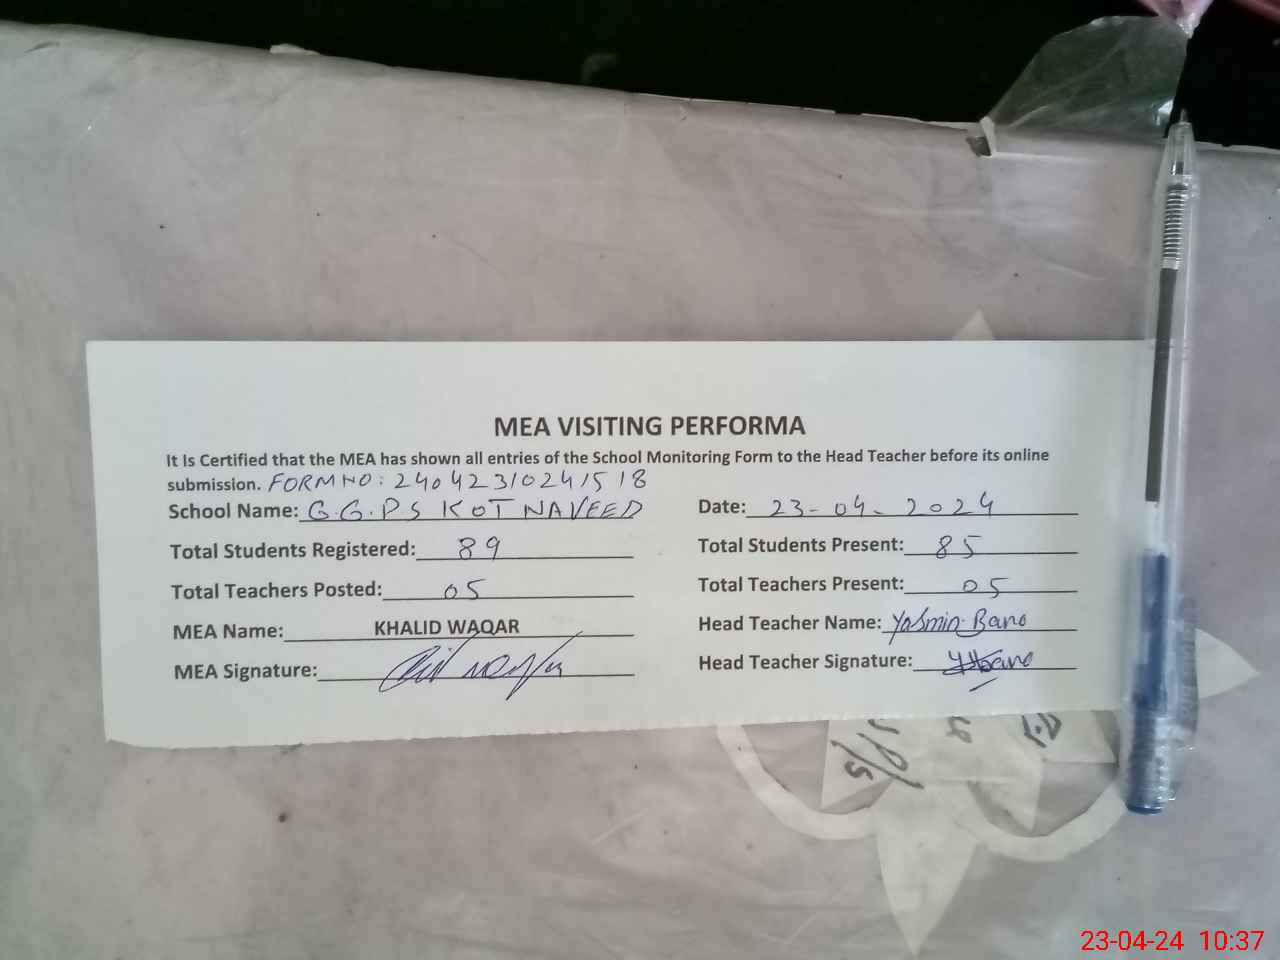 MEA VISITING PERFORMA
It Is Certified that the MEA has shown all entries of the School Monitoring Form to the Head Teacher before its online
submission. FORM NO: 24042310241518
School Name: G.G.P S KOT NAVEED Date: 23-04-2024
Total Students Registered: 89 Total Students Present: 85
Total Teachers Posted: 05 Total Teachers Present: 05
MEA Name: KHALID WAQAR Head Teacher Name: Yasmin Bano
MEA Signature: Head Teacher Signature:
23-04-24 10:37